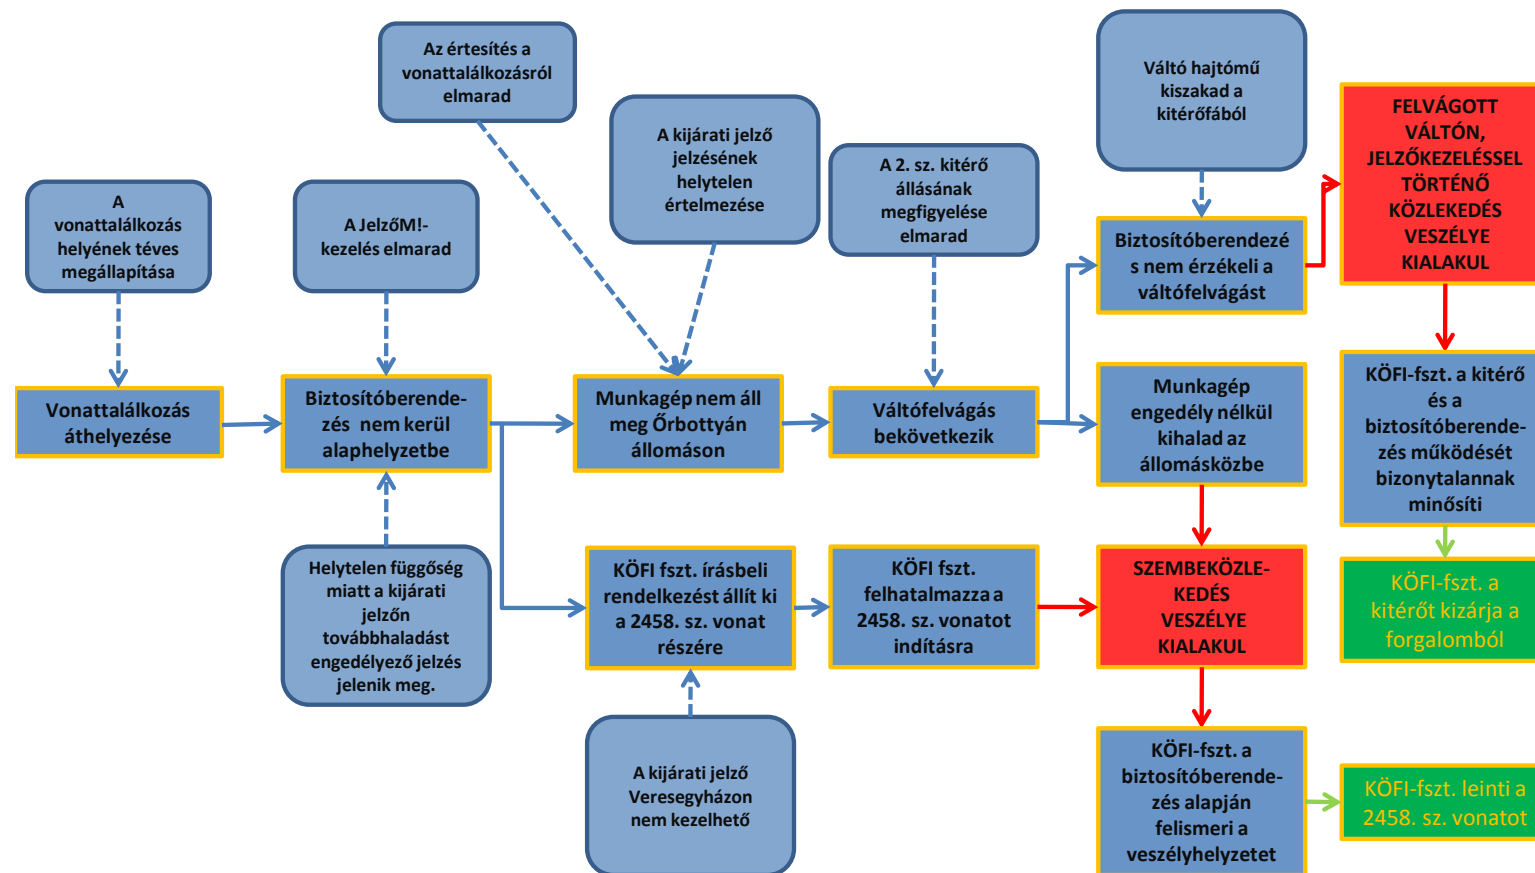 Az értesítés a
vonattalálkozásról
elmarad
Váltó hajtómű
kiszakad a
kitérőfából
A kijárati jelző
jelzésének
helytelen
értelmezése
A 2. sz. kitérő
állásának
megfigyelése
elmarad
FELVÁGOTT
VÁLTÓN,
JELZŐKEZELÉSSEL
TÖRTÉNŐ
KÖZLEKEDÉS
VESZÉLYE
KIALAKUL
A
vonattalálkozás
helyének téves
megállapítása
A JelzőM!-
kezelés elmarad
Biztosítóberendezé
s nem érzékeli a
váltófelvágást
Vonattalálkozás
áthelyezése
Biztosítóberende-
zés nem kerül
alaphelyzetbe
Munkagép nem áll
meg Őrbottyán
állomáson
Váltófelvágás
bekövetkezik
Munkagép
engedély nélkül
kihalad az
állomásközbe
KÖFI-fszt. a kitérő
és a
biztosítóberende-
zés működését
bizonytalannak
minősíti
Helytelen függőség
miatt a kijárati
jelzőn
továbbhaladást
engedélyező jelzés
jelenik meg.
KÖFI fszt. írásbeli
rendelkezést állít ki
a 2458. sz. vonat
részére
KÖFI fszt.
felhatalmazza a
2458. sz. vonatot
indításra
SZEMBEKÖZLE-
KEDÉS
VESZÉLYE
KIALAKUL
KÖFI-fszt. a
kitérőt kizárja a
forgalomból
A kijárati jelző
Veresegyházon
nem kezelhető
KÖFI-fszt. a
biztosítóberende-
zés alapján
felismeri a
veszélyhelyzetet
KÖFI-fszt. leinti a
2458. sz. vonatot